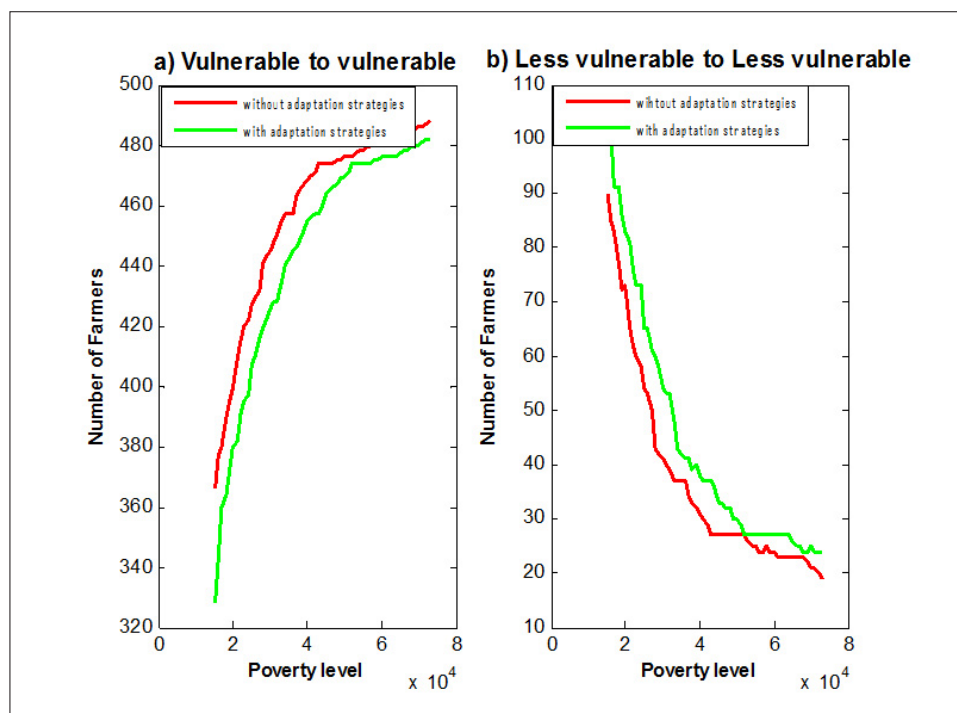 a) Vulnerable to vulnerable
b) Less vulnerable to Less vulnerable
without adaptation strategies
with adaptation strategies
wihtout adaptation strategies
with adaptation strategies
500
480
460
440
420
400
380
360
340
320
Number of Farmers
0 2 4 6 8
Poverty level
x 10^4
110
100
90
80
70
60
50
40
30
20
10
Number of Farmers
0 2 4 6 8
Poverty level
x 10^4